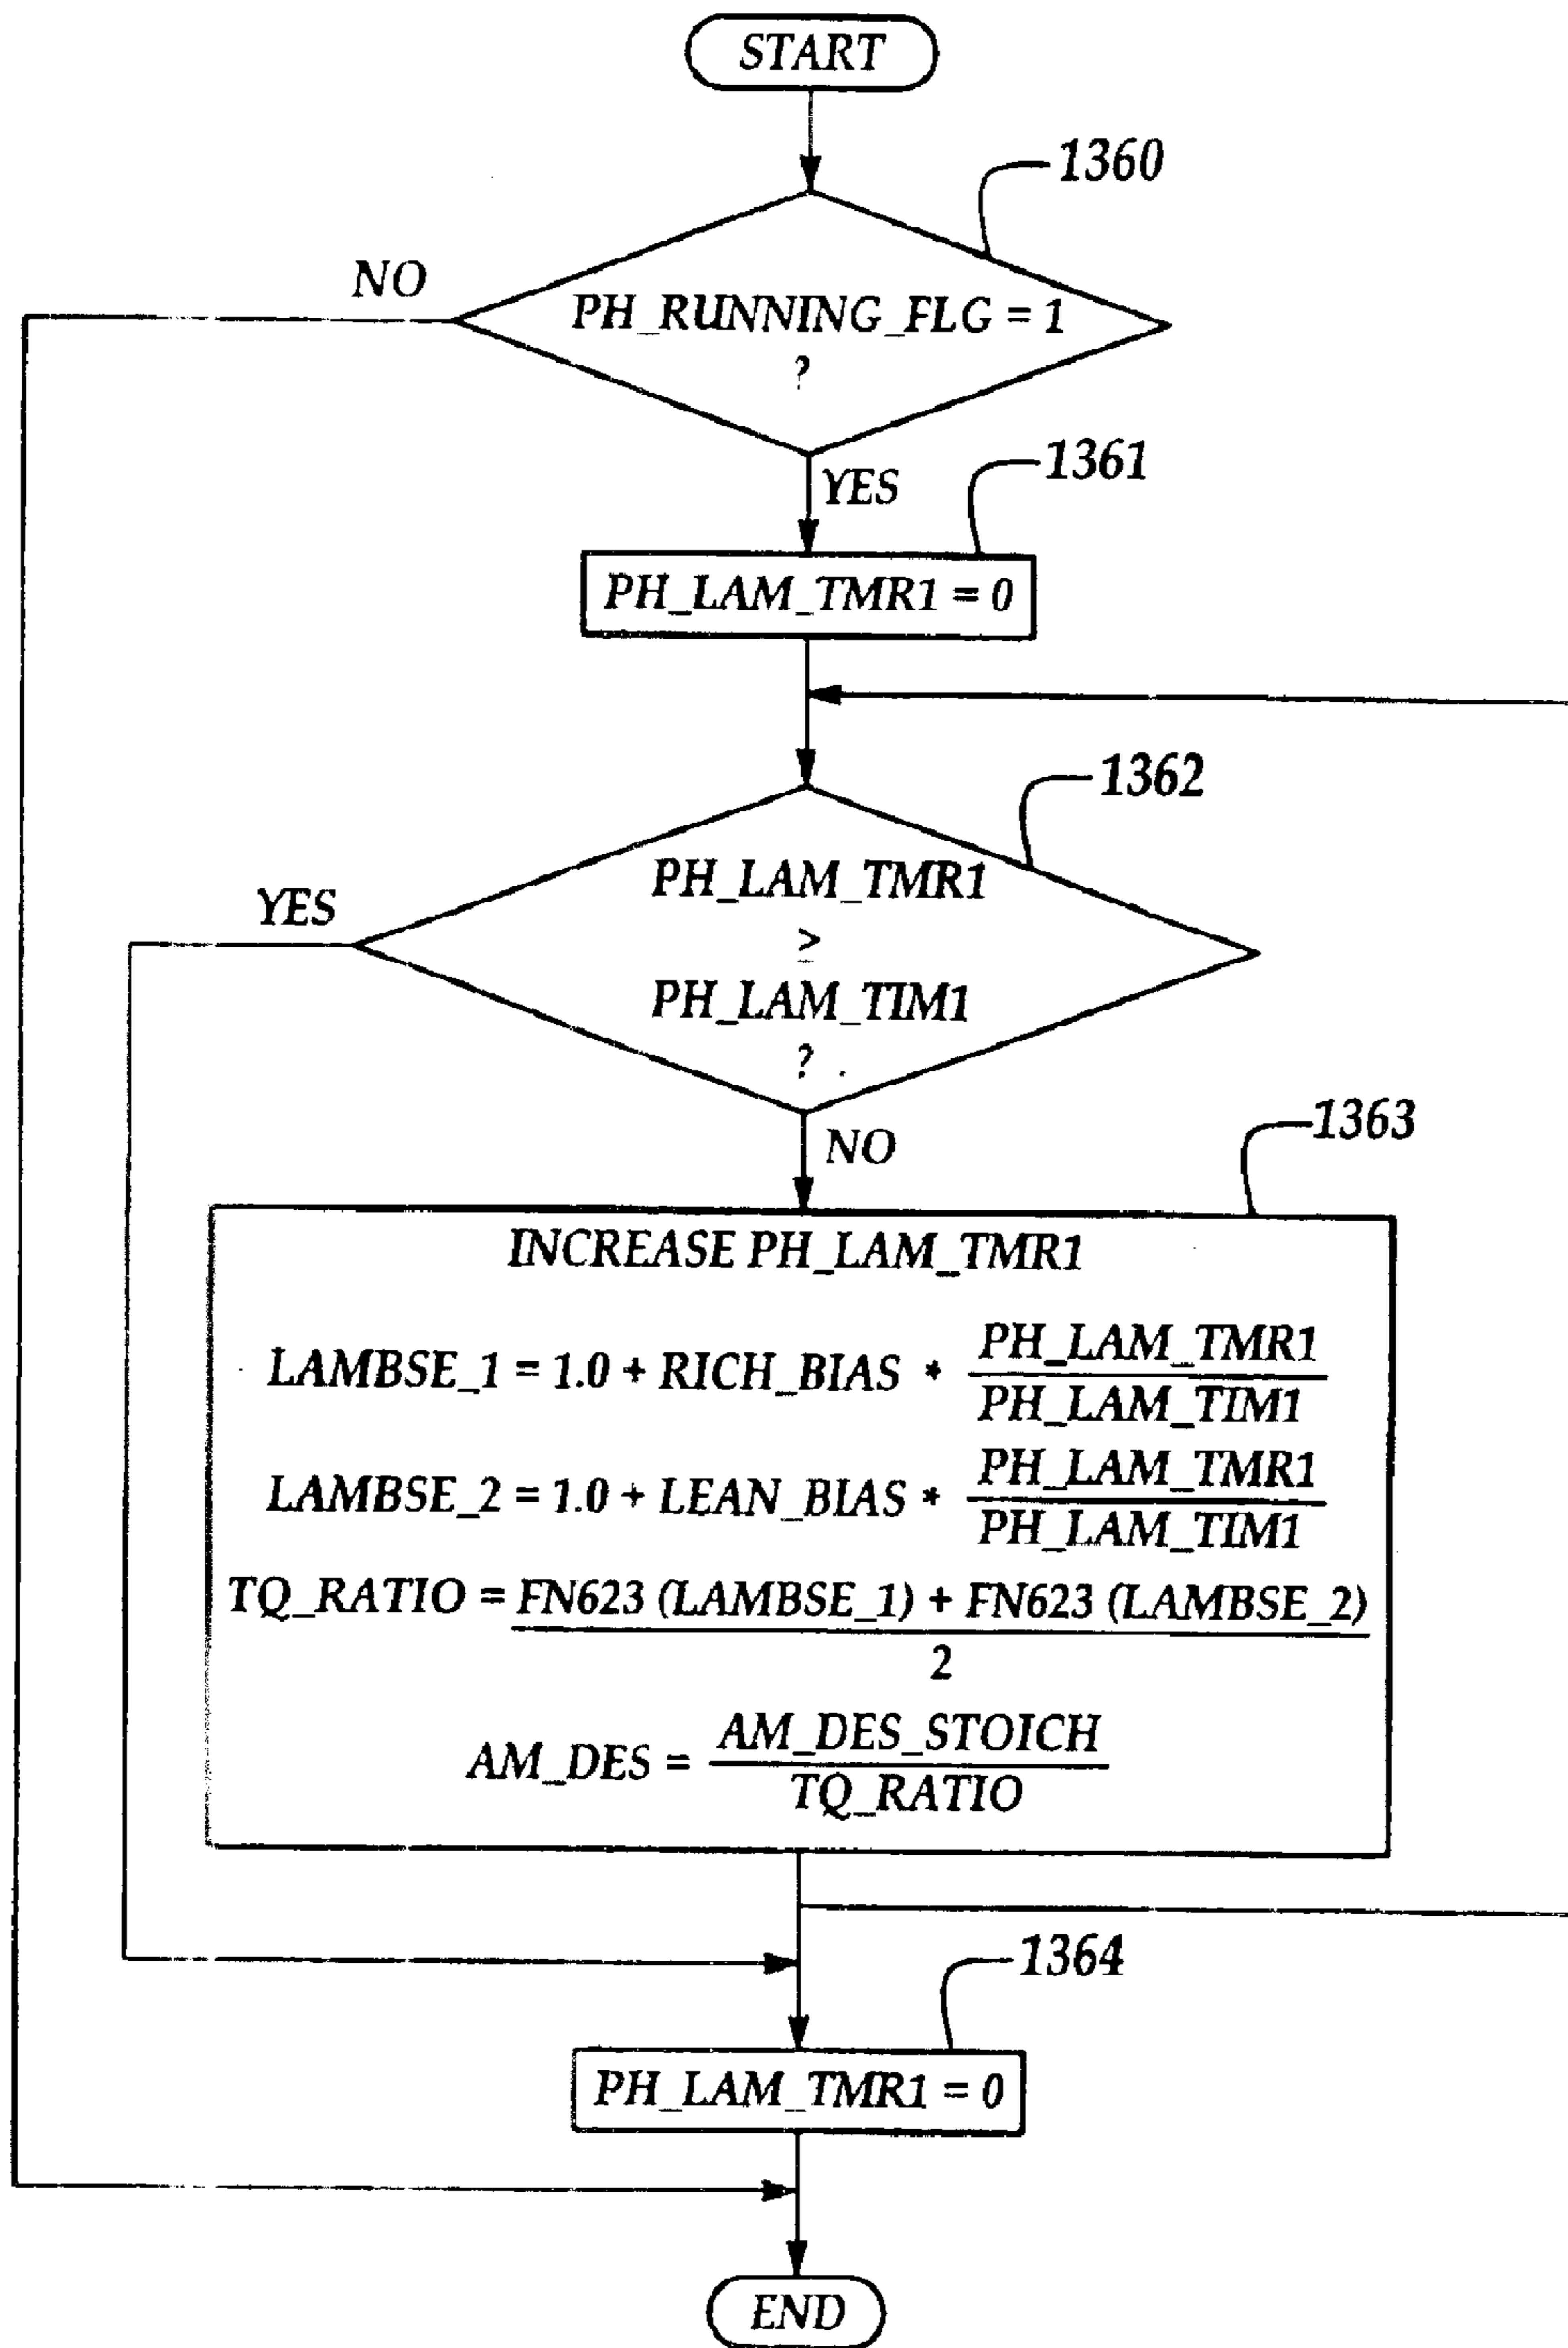 START
1360
NO
PH_RUNNING_FLG = 1
?
1361
YES
PH_LAM_TMR1 = 0
1362
YES
PH_LAM_TMR1
≥
PH_LAM_TIM1
?
NO
1363
INCREASE PH_LAM_TMR1
LAMBSE_1 = 1.0 + RICH_BIAS * PH_LAM_TMR1
PH_LAM_TIM1
LAMBSE_2 = 1.0 + LEAN_BIAS * PH_LAM_TMR1
PH_LAM_TIM1
TQ_RATIO = FN623 (LAMBSE_1) + FN623 (LAMBSE_2)
2
AM_DES = AM_DES_STOICH
TQ_RATIO
1364
PH_LAM_TMR1 = 0
END